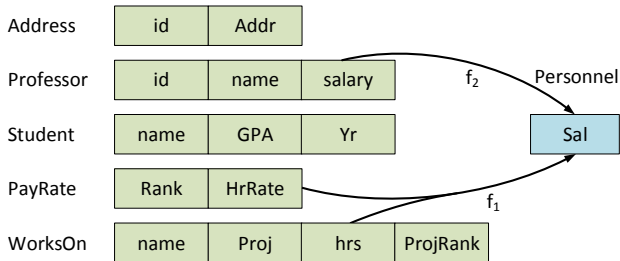 Address id Addr
Professor id name salary f2 Personnel
Student name GPA Yr Sal
PayRate Rank HrRate
f1
WorksOn name Proj hrs ProjRank